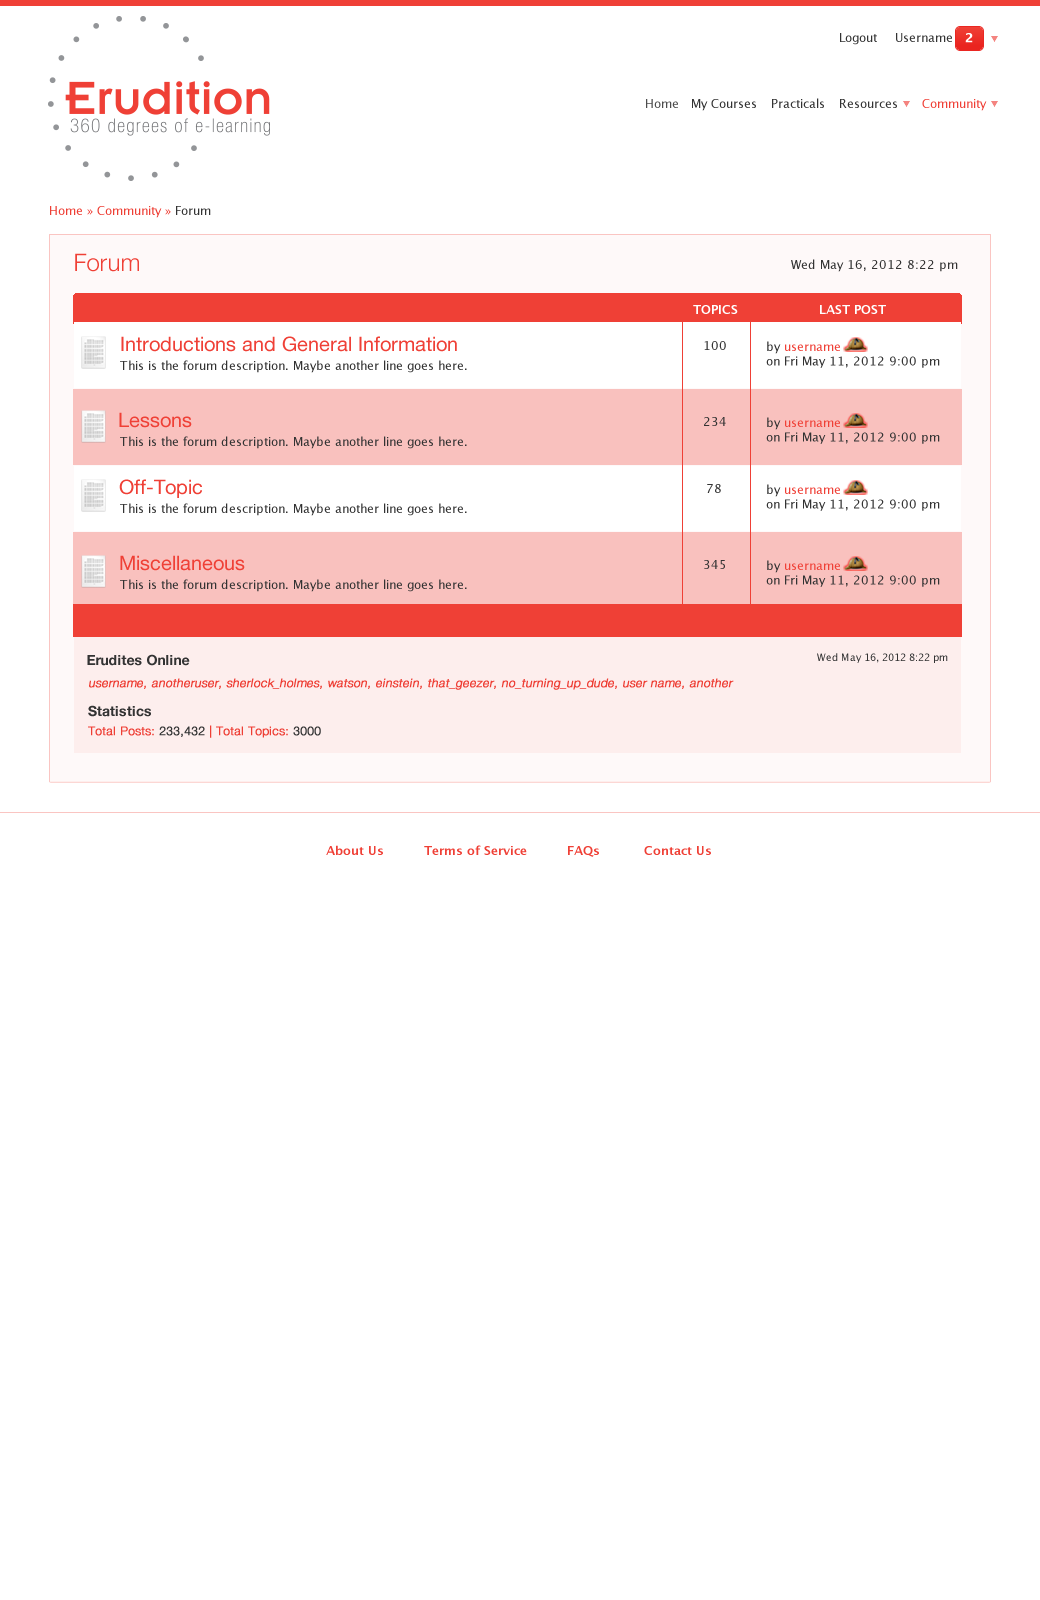 Logout Username 2
Erudition
360 degrees of e-learning
Home My Courses Practicals Resources Community
Home » Community » Forum
Forum
Wed May 16, 2012 8:22 pm
TOPICS LAST POST
Introductions and General Information
This is the forum description. Maybe another line goes here.
100
by username
on Fri May 11, 2012 9:00 pm
Lessons
This is the forum description. Maybe another line goes here.
234
by username
on Fri May 11, 2012 9:00 pm
Off-Topic
This is the forum description. Maybe another line goes here.
78
by username
on Fri May 11, 2012 9:00 pm
Miscellaneous
This is the forum description. Maybe another line goes here.
345
by username
on Fri May 11, 2012 9:00 pm
Erudites Online
Wed May 16, 2012 8:22 pm
username, anotheruser, sherlock_holmes, watson, einstein, that_geezer, no_turning_up_dude, user name, another
Statistics
Total Posts: 233,432 | Total Topics: 3000
About Us Terms of Service FAQs Contact Us